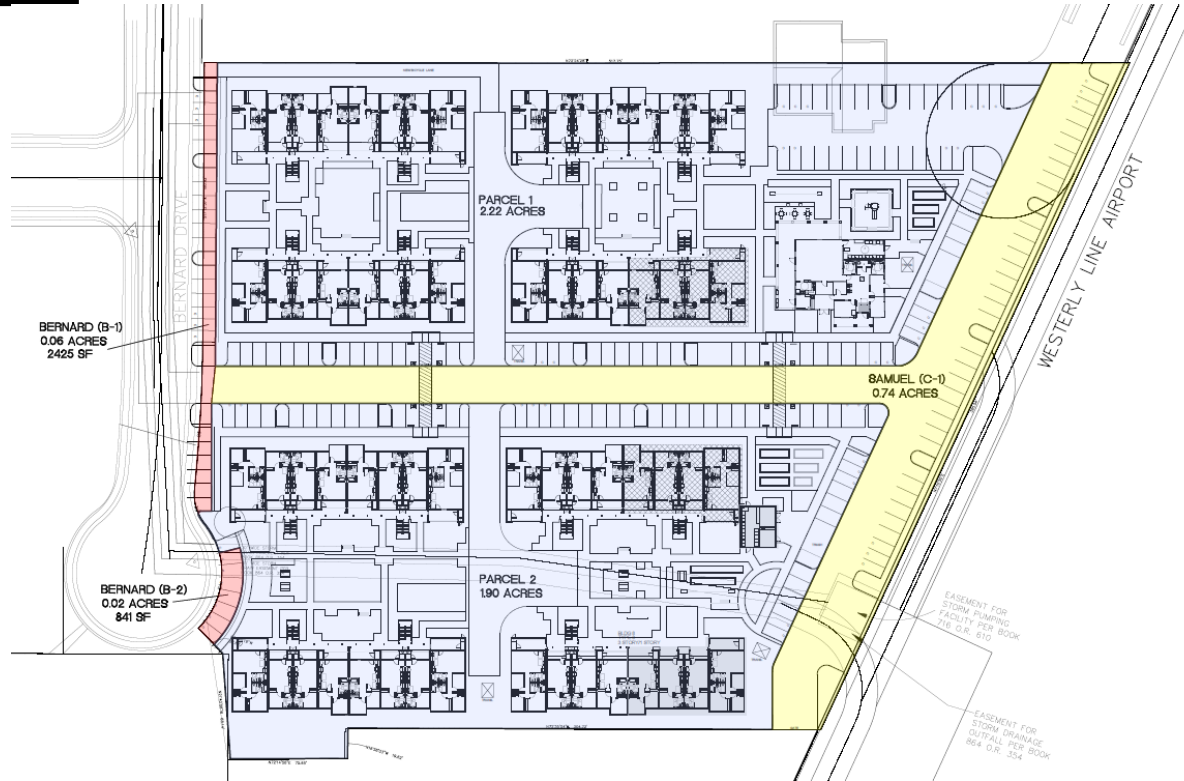 BERNARD DRIVE
PARCEL 1
2.22 ACRES
WESTERLY LINE AIRPORT
BERNARD (B-1)
0.06 ACRES
2425 SF
SAMUEL (C-1)
0.74 ACRES
PARCEL 2
1.90 ACRES
BERNARD (B-2)
0.02 ACRES
841 SF
EASEMENT FOR
STORM PUMPING
FACILITY PER BOOK
716 O.R. 610
EASEMENT FOR
STORM DRAINAGE
OUTFALL PER BOOK
864 O.R. 354